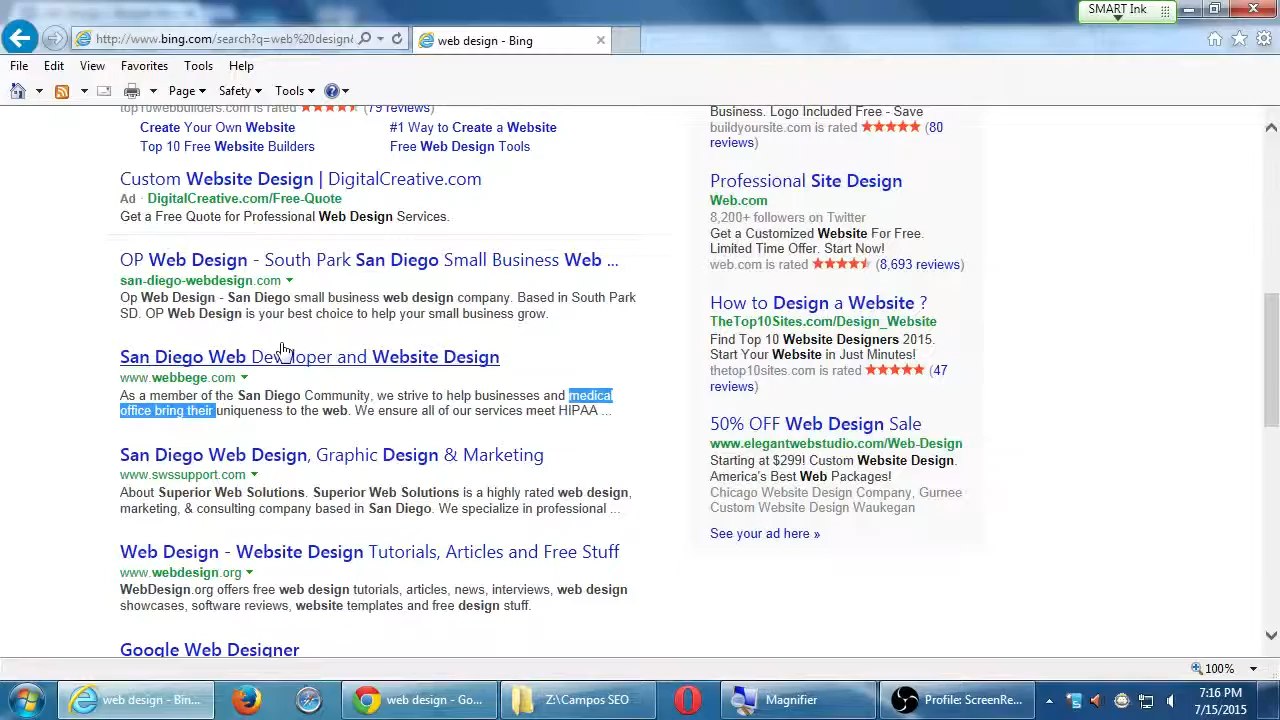 SMART Ink
http://www.bing.com/search?q=web%20design&
web design - Bing
File Edit View Favorites Tools Help
Page Safety Tools
top10webbuilders.com is rated (79 reviews)
Create Your Own Website #1 Way to Create a Website
Top 10 Free Website Builders Free Web Design Tools
Custom Website Design | DigitalCreative.com
Ad · DigitalCreative.com/Free-Quote
Get a Free Quote for Professional Web Design Services.
OP Web Design - South Park San Diego Small Business Web ...
san-diego-webdesign.com
Op Web Design - San Diego small business web design company. Based in South Park
SD. OP Web Design is your best choice to help your small business grow.
San Diego Web Developer and Website Design
www.webbege.com
As a member of the San Diego Community, we strive to help businesses and medical
office bring their uniqueness to the web. We ensure all of our services meet HIPAA ...
San Diego Web Design, Graphic Design & Marketing
www.swssupport.com
About Superior Web Solutions. Superior Web Solutions is a highly rated web design,
marketing, & consulting company based in San Diego. We specialize in professional ...
Web Design - Website Design Tutorials, Articles and Free Stuff
www.webdesign.org
WebDesign.org offers free web design tutorials, articles, news, interviews, web design
showcases, software reviews, website templates and free design stuff.
Google Web Designer
Business. Logo Included Free - Save
buildyoursite.com is rated (80
reviews)
Professional Site Design
Web.com
8,200+ followers on Twitter
Get a Customized Website For Free.
Limited Time Offer. Start Now!
web.com is rated (8,693 reviews)
How to Design a Website ?
TheTop10Sites.com/Design_Website
Find Top 10 Website Designers 2015.
Start Your Website in Just Minutes!
thetop10sites.com is rated (47
reviews)
50% OFF Web Design Sale
www.elegantwebstudio.com/Web-Design
Starting at $299! Custom Website Design.
America's Best Web Packages!
Chicago Website Design Company, Gurnee
Custom Website Design Waukegan
See your ad here »
100%
web design - Bin... web design - Go... Z:\Campos SEO Magnifier Profile: ScreenRe...
7:16 PM
7/15/2015